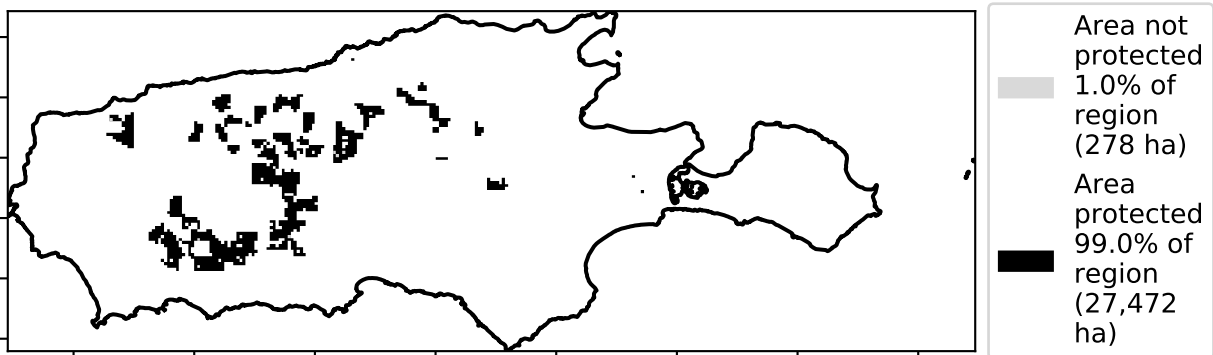 Area not
protected
1.0% of
region
(278 ha)
Area
protected
99.0% of
region
(27,472
ha)